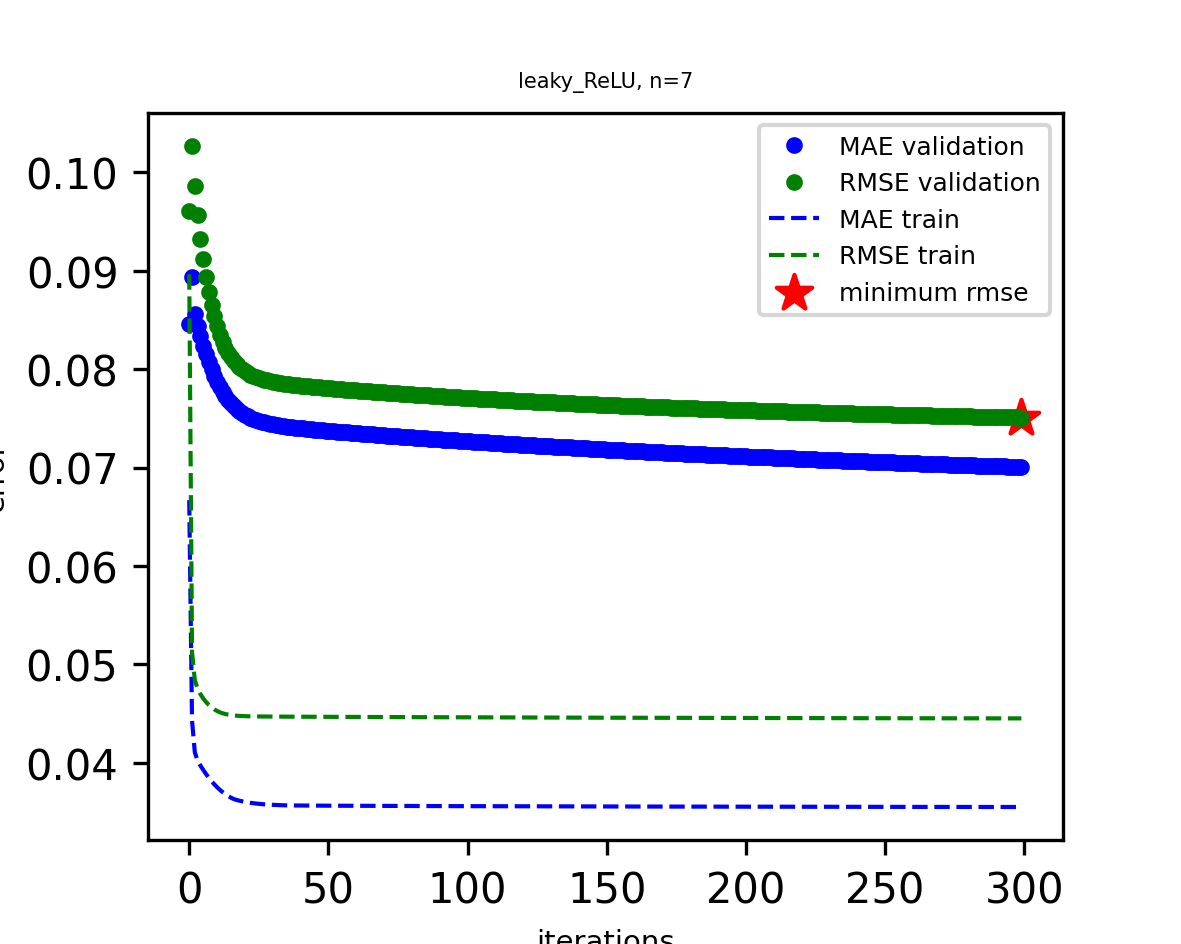 leaky_ReLU, n=7
MAE validation
RMSE validation
MAE train
RMSE train
minimum rmse
0.10
0.09
0.08
0.07
0.06
0.05
0.04
0 50 100 150 200 250 300
iterations